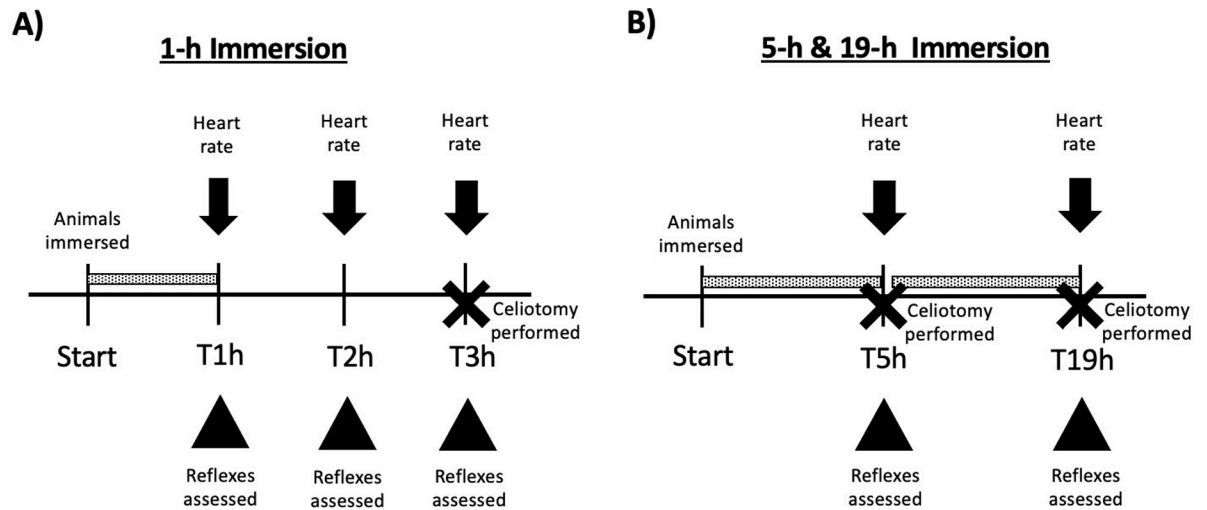 A)
1-h Immersion
Heart
rate
Heart
rate
Heart
rate
Animals
immersed
Celiotomy
performed
Start
T1h
T2h
T3h
Reflexes
assessed
Reflexes
assessed
Reflexes
assessed
B)
5-h & 19-h Immersion
Heart
rate
Heart
rate
Animals
immersed
Celiotomy
performed
Celiotomy
performed
Start
T5h
T19h
Reflexes
assessed
Reflexes
assessed